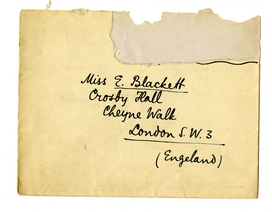 Miss E. Blackett
Crosby Hall
Cheyne Walk
London S.W. 3
(Engeland)